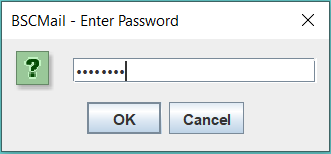 BSCMail - Enter Password
?
••••••••
OK Cancel